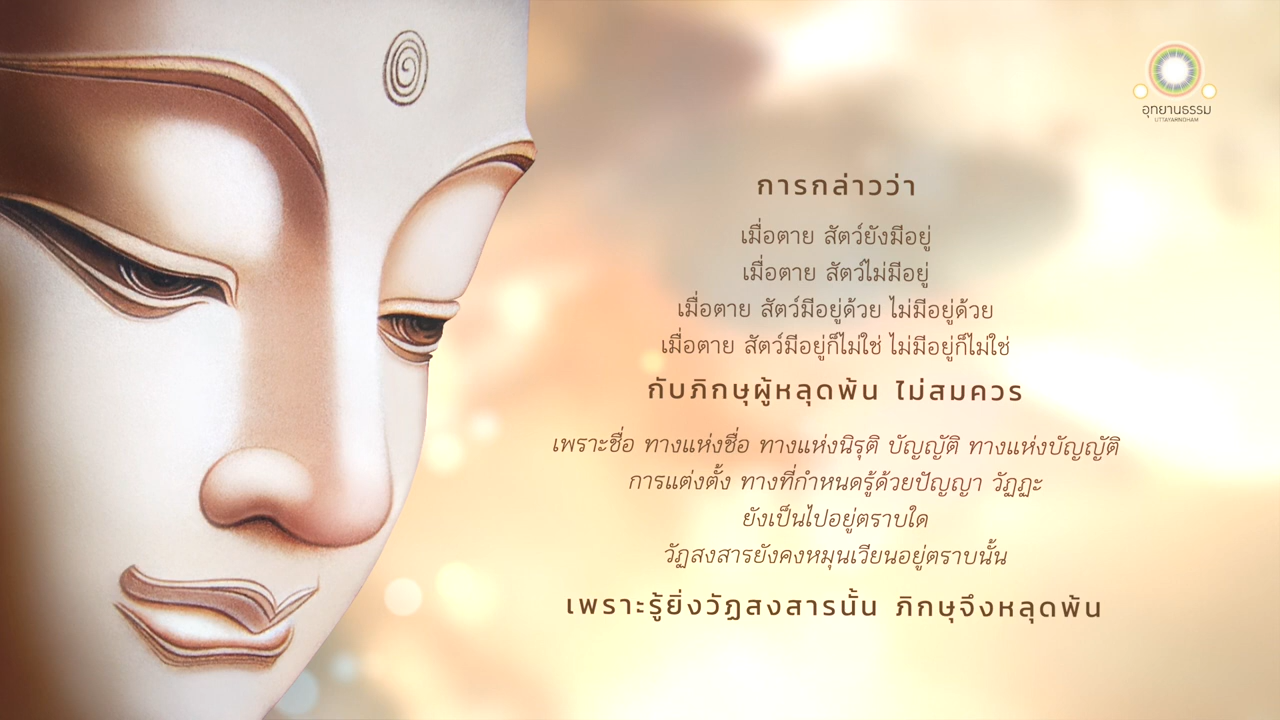 อุทยานธรรม
UTTAYARNDHAM
การกล่าวว่า
เมื่อตาย สัตว์ยังมีอยู่
เมื่อตาย สัตว์ไม่มีอยู่
เมื่อตาย สัตว์มีอยู่ด้วย ไม่มีอยู่ด้วย
เมื่อตาย สัตว์มีอยู่ก็ไม่ใช่ ไม่มีอยู่ก็ไม่ใช่
กับภิกษุผู้หลุดพ้น ไม่สมควร
เพราะชื่อ ทางแห่งชื่อ ทางแห่งนิรุติ บัญญัติ ทางแห่งบัญญัติ
การแต่งตั้ง ทางที่กำหนดรู้ด้วยปัญญา วัฏฏะ
ยังเป็นไปอยู่ตราบใด
วัฏสงสารยังคงหมุนเวียนอยู่ตราบนั้น
เพราะรู้ยิ่งวัฏสงสารนั้น ภิกษุจึงหลุดพ้น